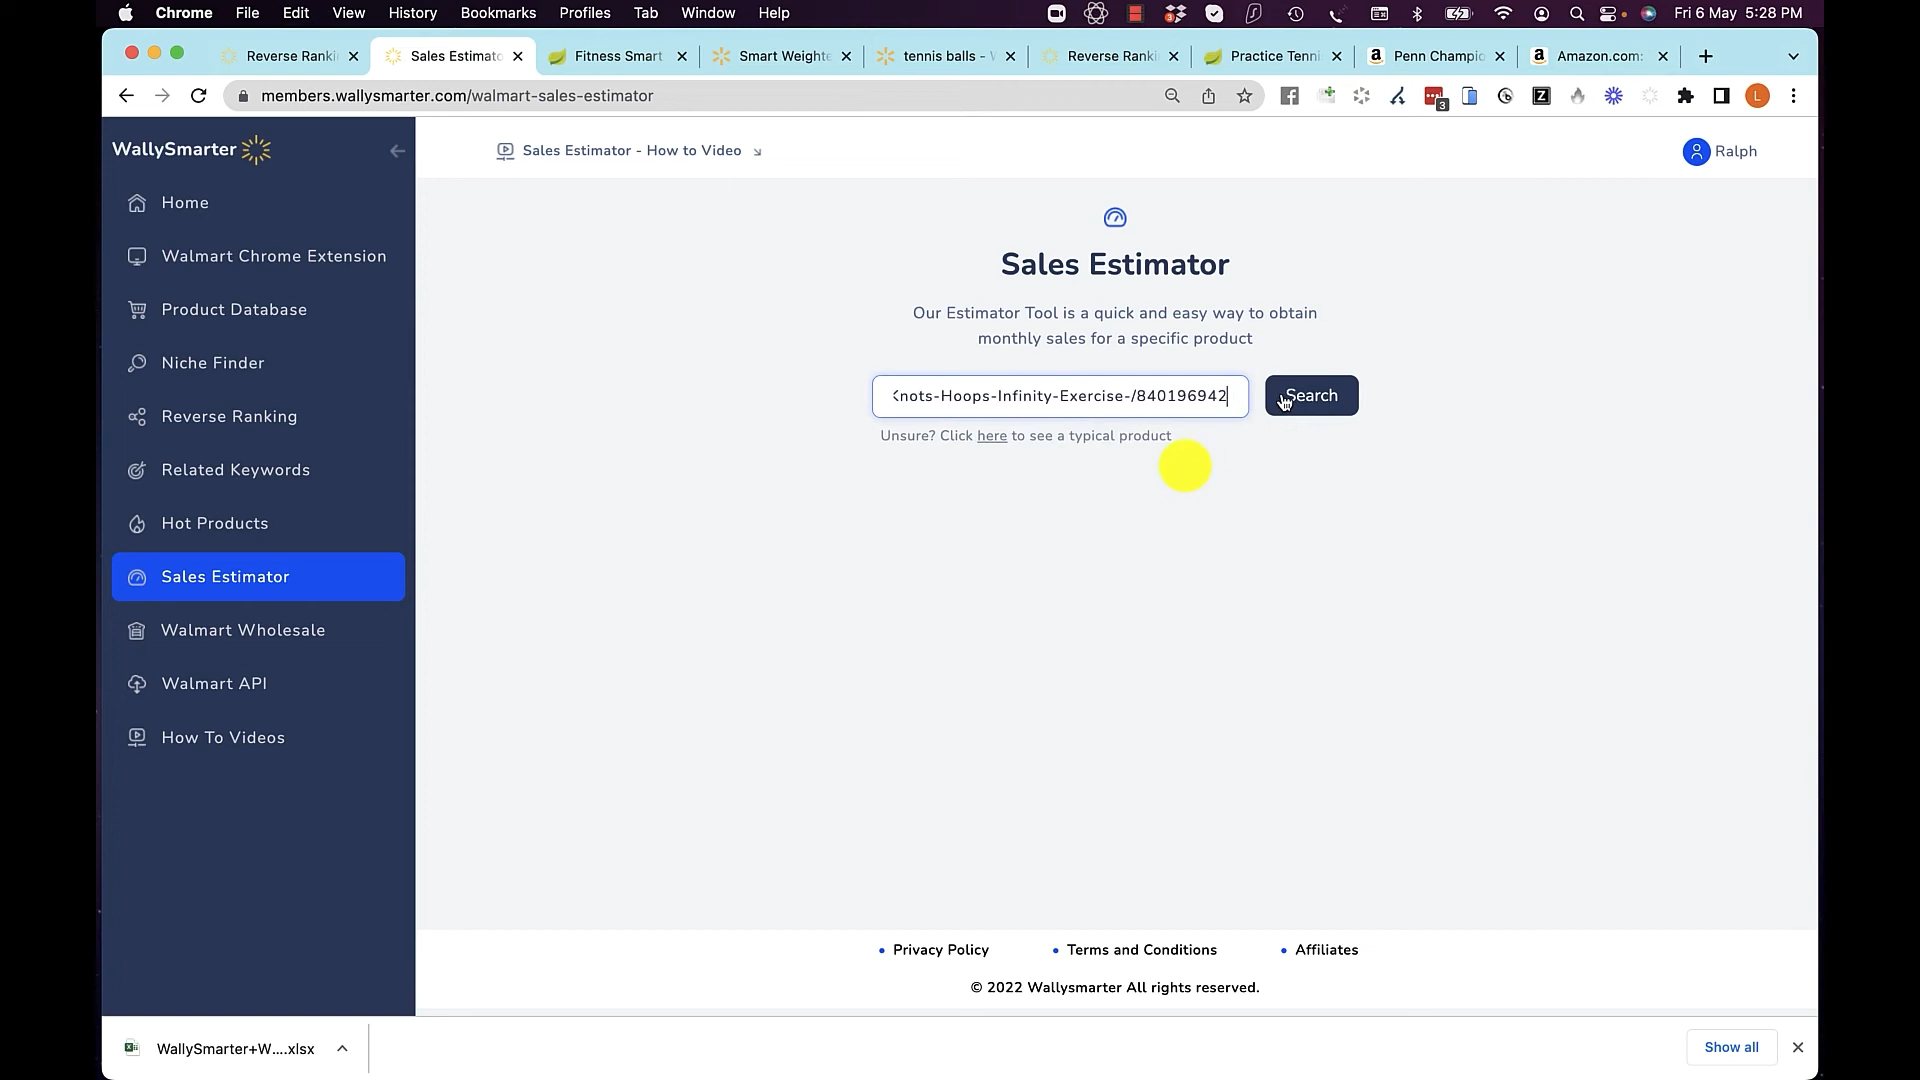 Chrome File Edit View History Bookmarks Profiles Tab Window Help Fri 6 May 5:28 PM
Reverse Ranki Sales Estimato Fitness Smart Smart Weighte tennis balls - W Reverse Ranki Practice Tenni Penn Champio Amazon.com:
members.wallysmarter.com/walmart-sales-estimator
WallySmarter
Sales Estimator - How to Video
Ralph
Home
Walmart Chrome Extension
Product Database
Niche Finder
Reverse Ranking
Related Keywords
Hot Products
Sales Estimator
Walmart Wholesale
Walmart API
How To Videos
Sales Estimator
Our Estimator Tool is a quick and easy way to obtain
monthly sales for a specific product
Knots-Hoops-Infinity-Exercise-/840196942
Search
Unsure? Click here to see a typical product
Privacy Policy
Terms and Conditions
Affiliates
© 2022 Wallysmarter All rights reserved.
WallySmarter+W....xlsx
Show all